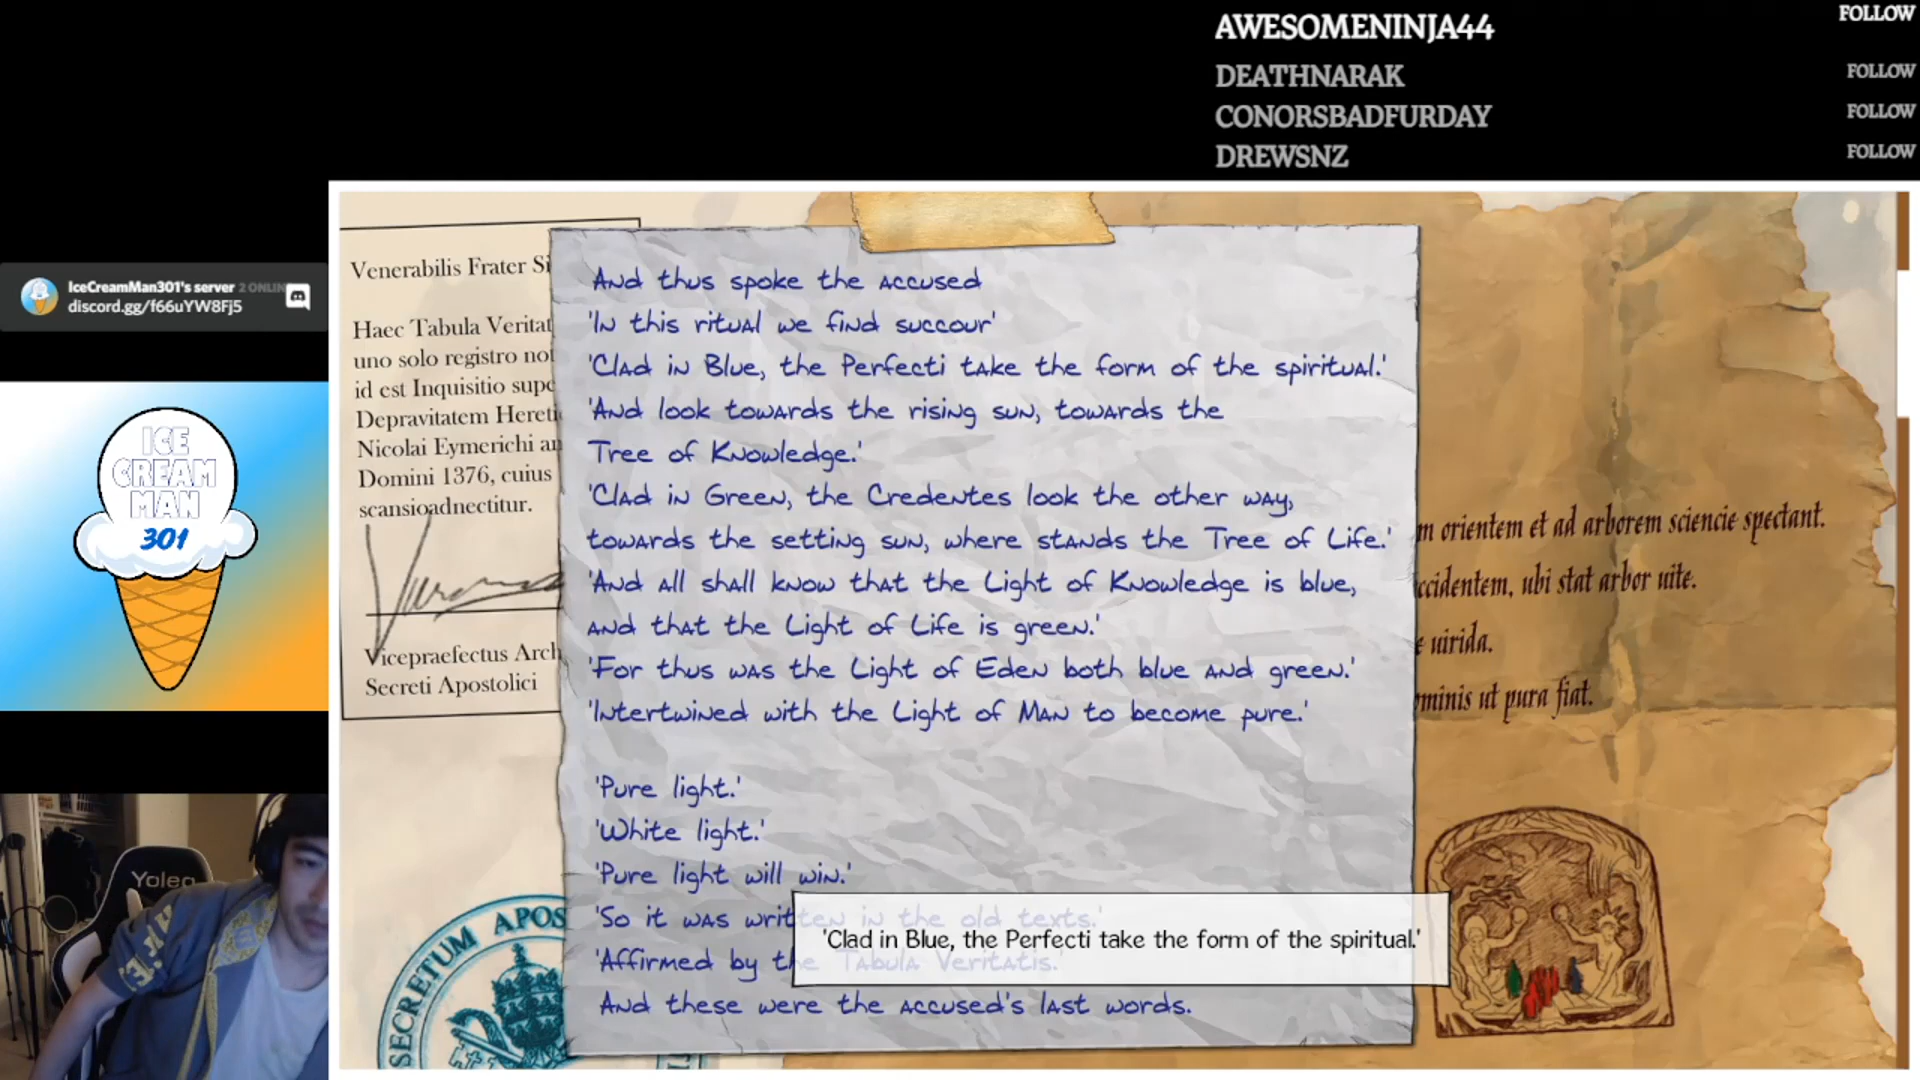 AWESOMENINJA44 FOLLOW
DEATHNARAK FOLLOW
CONORSBADFURDAY FOLLOW
DREWSNZ FOLLOW
IceCreamMan301's server 2 ONLIN
discord.gg/f66uYW8Fj5
ICE
CREAM
MAN
301
Yolea
Venerabilis Frater Si
Haec Tabula Veritat
uno solo registro not
id est Inquisitio supe
Depravitatem Hereti
Nicolai Eymerichi an
Domini 1376, cuius
scansioadnectitur.
Vicepraefectus Arch
Secreti Apostolici
SECRETUM APOS
And thus spoke the accused
'In this ritual we find succour'
'Clad in Blue, the Perfecti take the form of the spiritual.'
'And look towards the rising sun, towards the
Tree of Knowledge.'
'Clad in Green, the Credentes look the other way,
towards the setting sun, where stands the Tree of Life.'
'And all shall know that the Light of Knowledge is blue,
and that the Light of Life is green.'
'For thus was the Light of Eden both blue and green.'
'Intertwined with the Light of Man to become pure.'
'Pure light.'
'White light.'
'Pure light will win.'
'So it was written in the old texts.'
'Affirmed by the Tabula Veritatis.'
And these were the accused's last words.
'Clad in Blue, the Perfecti take the form of the spiritual.'
m orientem et ad arborem sciencie spectant.
ccidentem, ubi stat arbor uite.
e uirida.
ominis ut pura fiat.